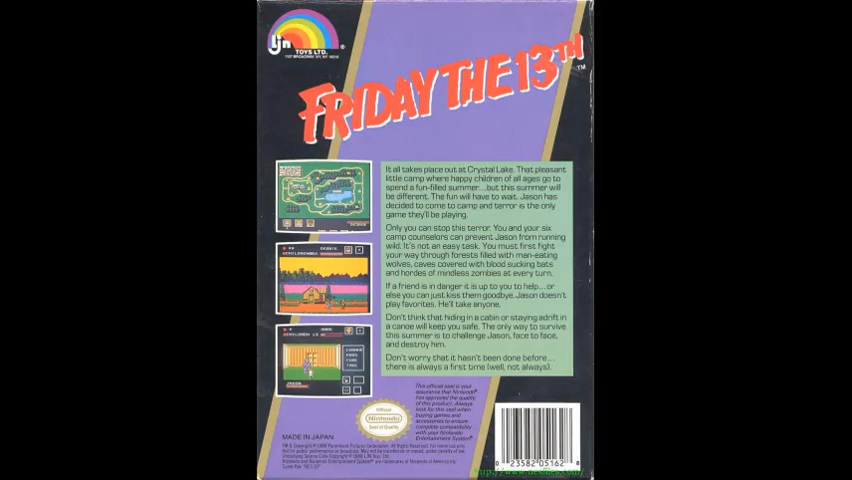 ljn
TOYS LTD.
FRIDAY THE 13TH
TM
It all takes place out at Crystal Lake. That pleasant
little camp where happy children of all ages go to
spend a fun-filled summer...but this summer will
be different. The fun will have to wait. Jason has
decided to come to camp and terror is the only
game they'll be playing.
Only you can stop this terror. You and your six
camp counselors can prevent Jason from running
wild. It's not an easy task. You must first fight
your way through forests filled with man-eating
wolves, caves covered with blood sucking bats
and hordes of mindless zombies at every turn.
If a friend is in danger it is up to you to help... or
else you can just kiss them goodbye. Jason doesn't
play favorites. He'll take anyone.
Don't think that hiding in a cabin or staying adrift in
a canoe will keep you safe. The only way to survive
this summer is to challenge Jason, face to face,
and destroy him.
Don't worry that it hasn't been done before...
there is always a first time (well, not always).
JASON
Official
Nintendo
Seal of Quality
This official seal is your
assurance that Nintendo®
has approved the quality
of this product. Always
look for this seal when
buying games and
accessories to ensure
complete compatibility
with your Nintendo
Entertainment System®
MADE IN JAPAN
0 23582 05162 8